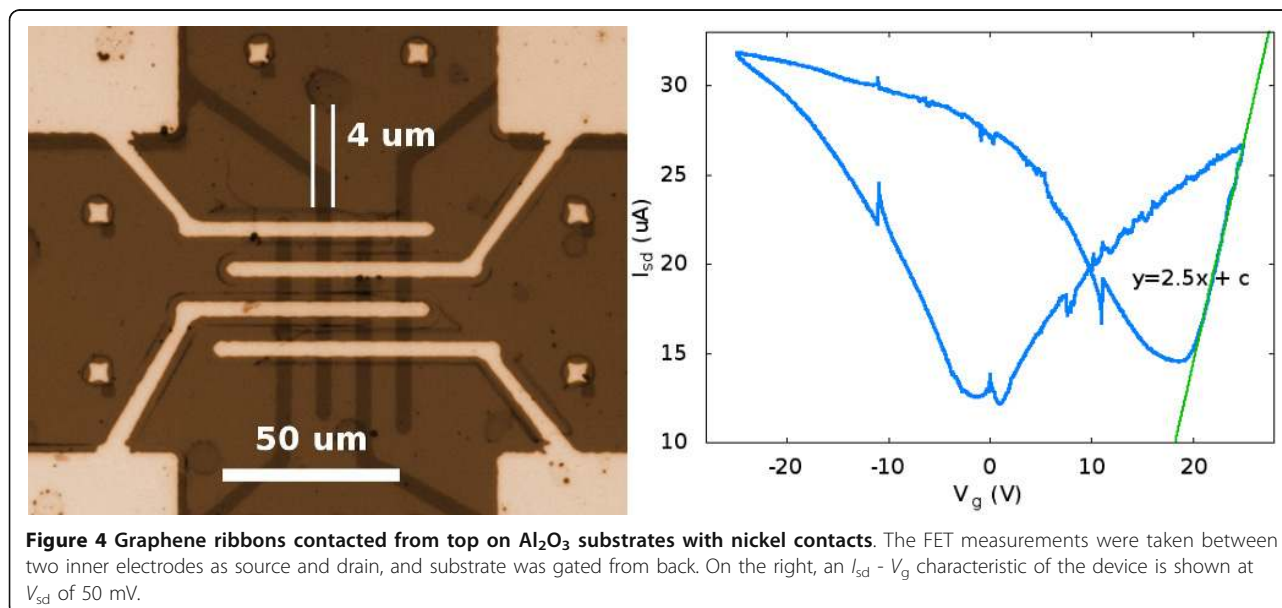 4 um
50 um
30
25
20
15
10
I_sd (uA)
y=2.5x + c
-20 -10 0 10 20
V_g (V)
Figure 4 Graphene ribbons contacted from top on Al₂O₃ substrates with nickel contacts. The FET measurements were taken between
two inner electrodes as source and drain, and substrate was gated from back. On the right, an I_sd - V_g characteristic of the device is shown at
V_sd of 50 mV.